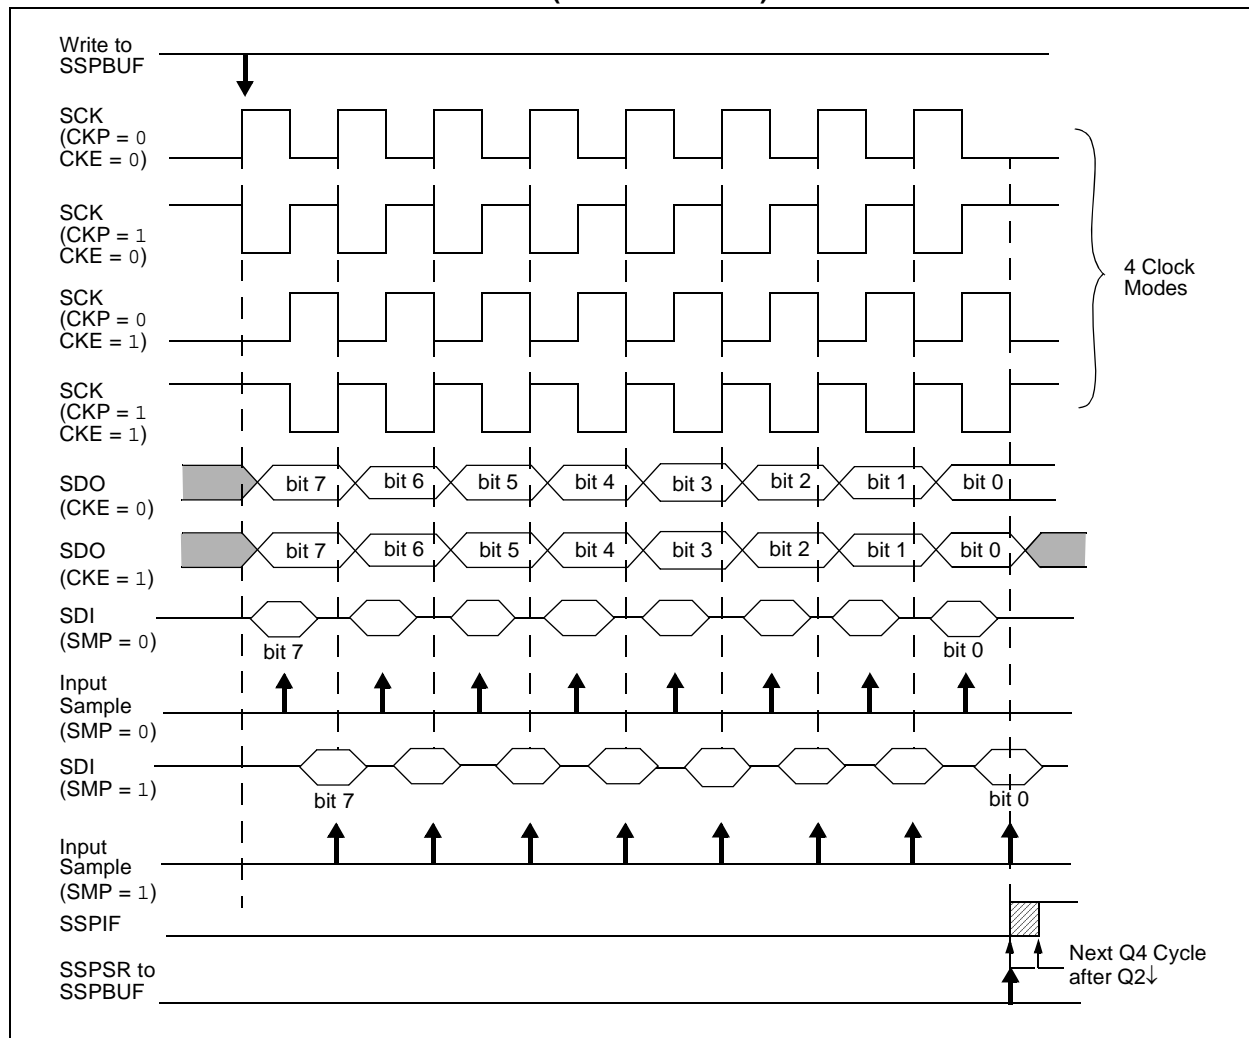 Write to
SSPBUF
SCK
(CKP = 0
CKE = 0)
SCK
(CKP = 1
CKE = 0)
SCK
(CKP = 0
CKE = 1)
SCK
(CKP = 1
CKE = 1)
4 Clock
Modes
SDO
(CKE = 0)
bit 7 bit 6 bit 5 bit 4 bit 3 bit 2 bit 1 bit 0
SDO
(CKE = 1)
bit 7 bit 6 bit 5 bit 4 bit 3 bit 2 bit 1 bit 0
SDI
(SMP = 0)
bit 7 bit 0
Input
Sample
(SMP = 0)
SDI
(SMP = 1)
bit 7 bit 0
Input
Sample
(SMP = 1)
SSPIF
Next Q4 Cycle
after Q2↓
SSPSR to
SSPBUF